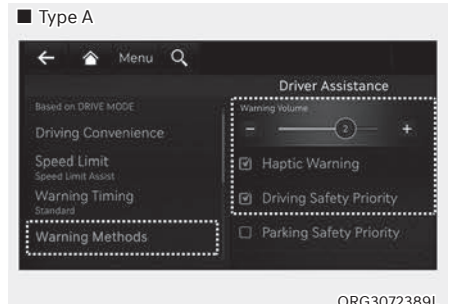 ■ Type A
Menu
Driver Assistance
Based on DRIVE MODE
Driving Convenience
Speed Limit
Speed Limit Assist
Warning Timing
Standard
Warning Methods
Warning Volume
− 2 +
Haptic Warning
Driving Safety Priority
Parking Safety Priority
ORG3072389L